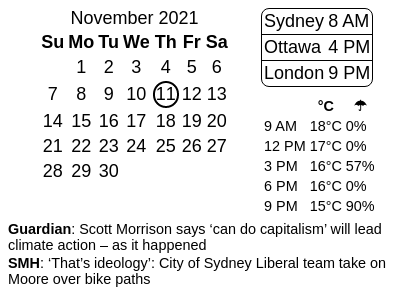 November 2021
Su Mo Tu We Th Fr Sa
1 2 3 4 5 6
7 8 9 10 11 12 13
14 15 16 17 18 19 20
21 22 23 24 25 26 27
28 29 30
Sydney 8 AM
Ottawa 4 PM
London 9 PM
°C ☂
9 AM 18°C 0%
12 PM 17°C 0%
3 PM 16°C 57%
6 PM 16°C 0%
9 PM 15°C 90%
Guardian: Scott Morrison says ‘can do capitalism’ will lead
climate action – as it happened
SMH: ‘That’s ideology’: City of Sydney Liberal team take on
Moore over bike paths